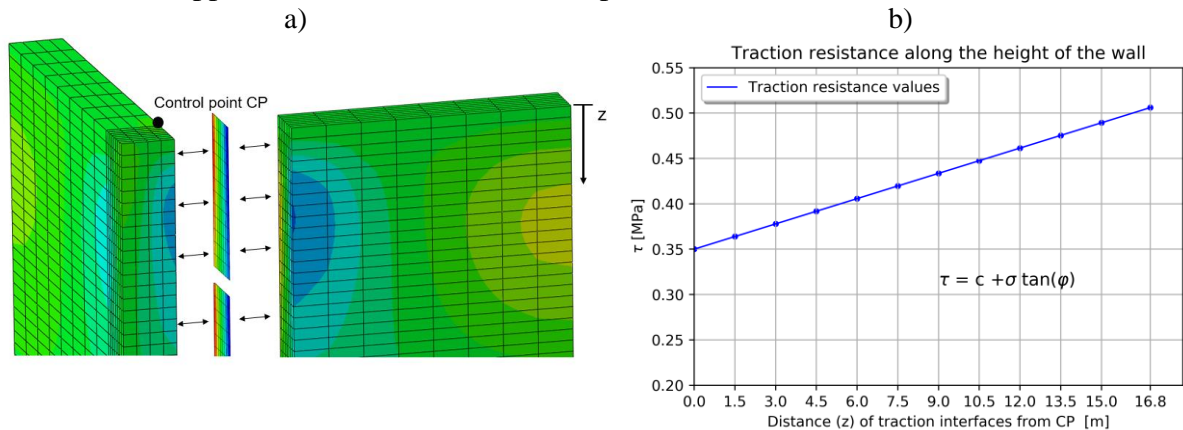 a)
b)
Control point CP
z
Traction resistance along the height of the wall
Traction resistance values
τ [MPa]
0.55
0.50
0.45
0.40
0.35
0.30
0.25
0.20
τ = c +σ tan(φ)
0.0 1.5 3.0 4.5 6.0 7.5 9.0 10.5 12.0 13.5 15.0 16.8
Distance (z) of traction interfaces from CP [m]